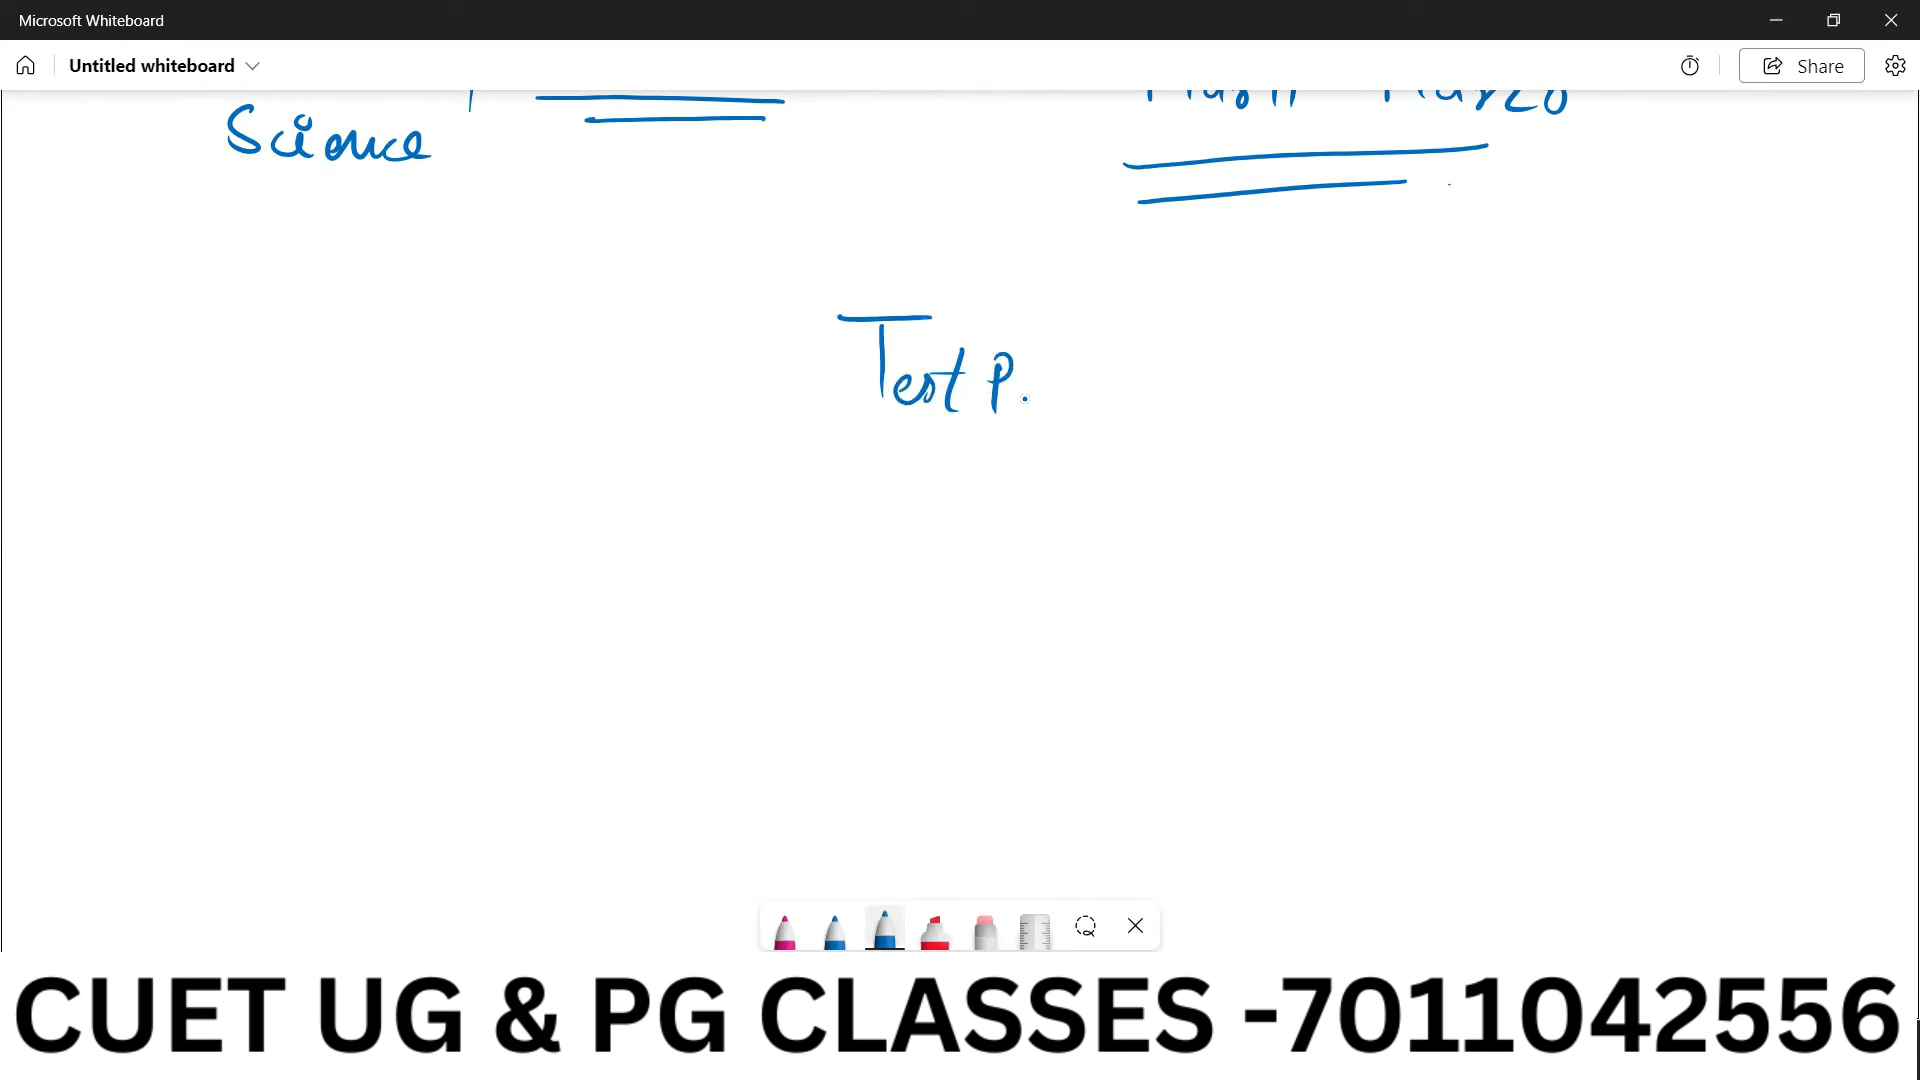 Microsoft Whiteboard
Untitled whiteboard
Share
Science
Test P.
CUET UG & PG CLASSES -7011042556